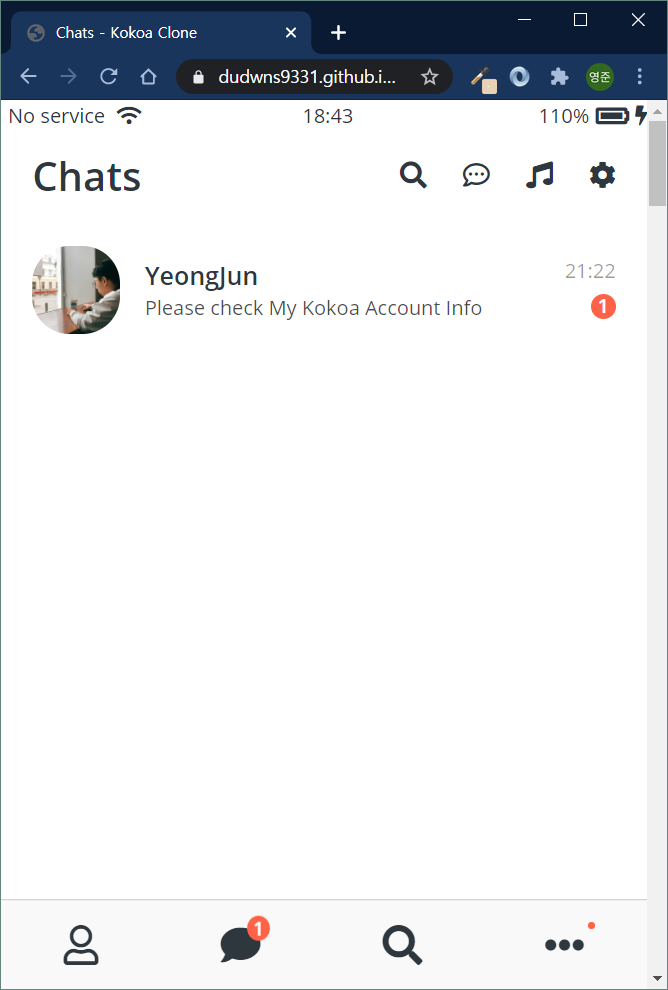 Chats - Kokoa Clone
dudwns9331.github.i...
영준
No service 18:43 110%
Chats
YeongJun 21:22
Please check My Kokoa Account Info 1
1